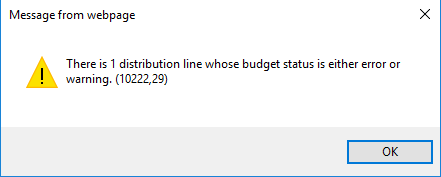 Message from webpage
There is 1 distribution line whose budget status is either error or
warning. (10222,29)
OK